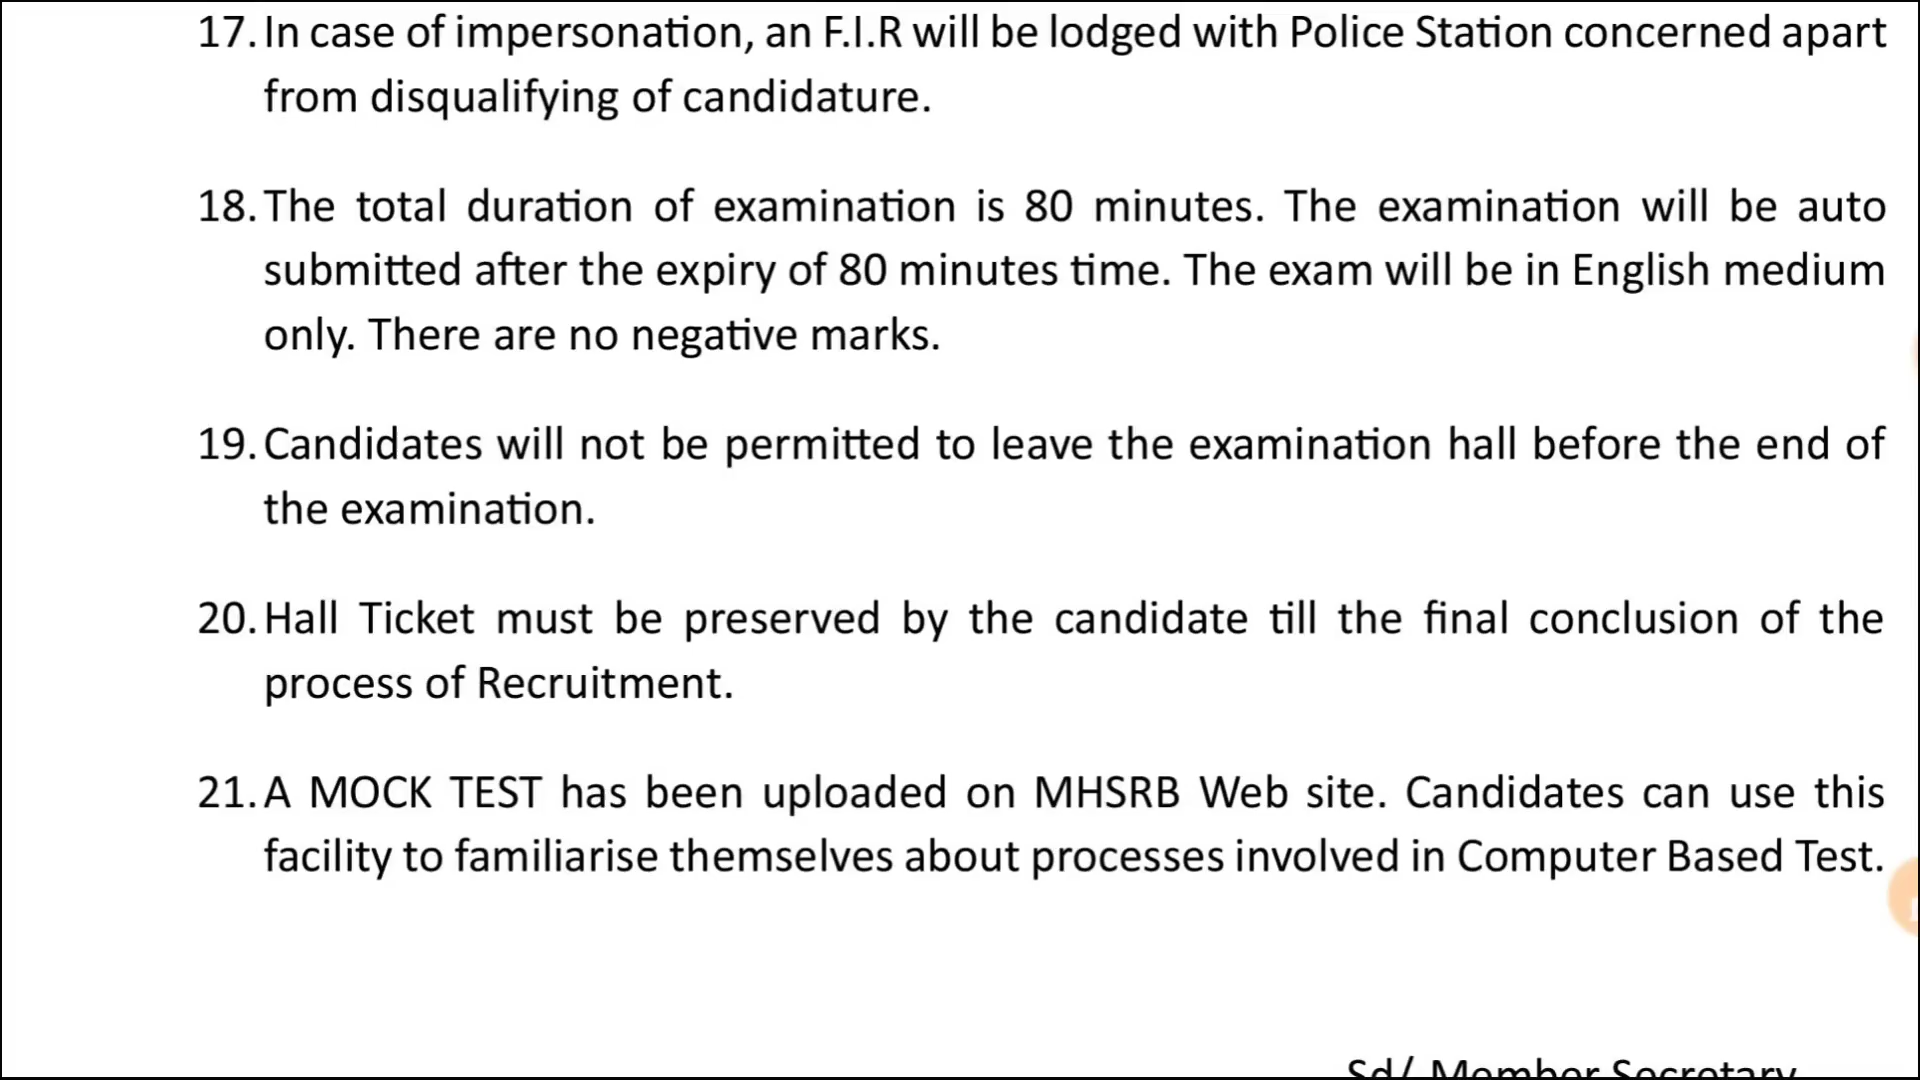 17. In case of impersonation, an F.I.R will be lodged with Police Station concerned apart
from disqualifying of candidature.
18. The total duration of examination is 80 minutes. The examination will be auto
submitted after the expiry of 80 minutes time. The exam will be in English medium
only. There are no negative marks.
19. Candidates will not be permitted to leave the examination hall before the end of
the examination.
20. Hall Ticket must be preserved by the candidate till the final conclusion of the
process of Recruitment.
21. A MOCK TEST has been uploaded on MHSRB Web site. Candidates can use this
facility to familiarise themselves about processes involved in Computer Based Test.
Sd/ Member Secretary